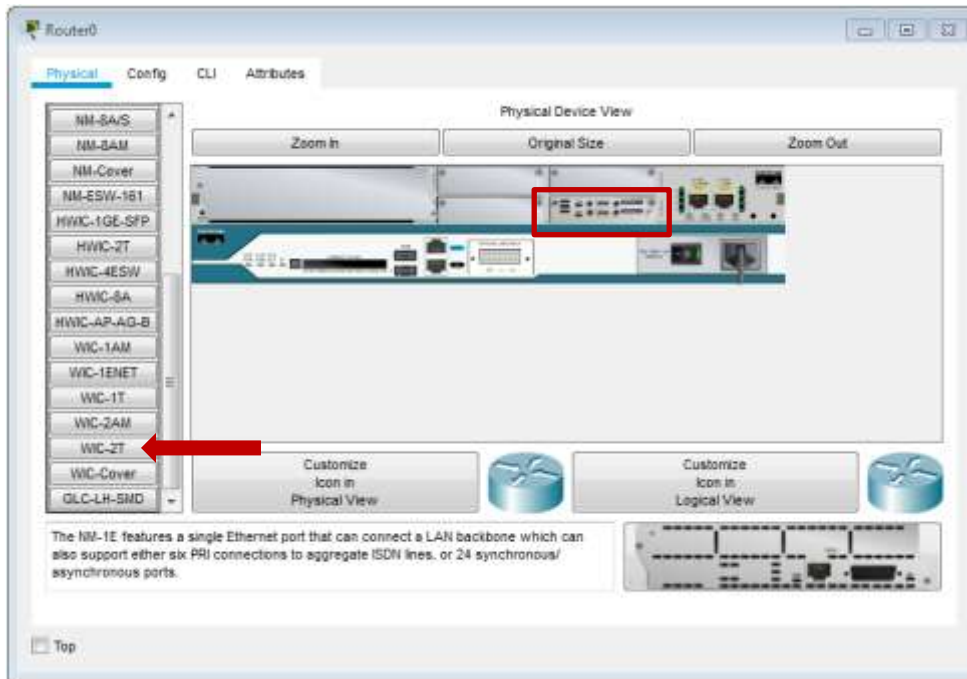 Router0
Physical Config CLI Attributes
Physical Device View
Zoom In Original Size Zoom Out
NM-8A/S
NM-8AM
NM-Cover
NM-ESW-161
HWIC-1GE-SFP
HWIC-2T
HWIC-4ESW
HWIC-8A
HWIC-AP-AG-B
WIC-1AM
WIC-1ENET
WIC-1T
WIC-2AM
WIC-2T
WIC-Cover
GLC-LH-SMD
Customize
Icon in
Physical View
Customize
Icon in
Logical View
The NM-1E features a single Ethernet port that can connect a LAN backbone which can
also support either six PRI connections to aggregate ISDN lines, or 24 synchronous/
asynchronous ports.
Top